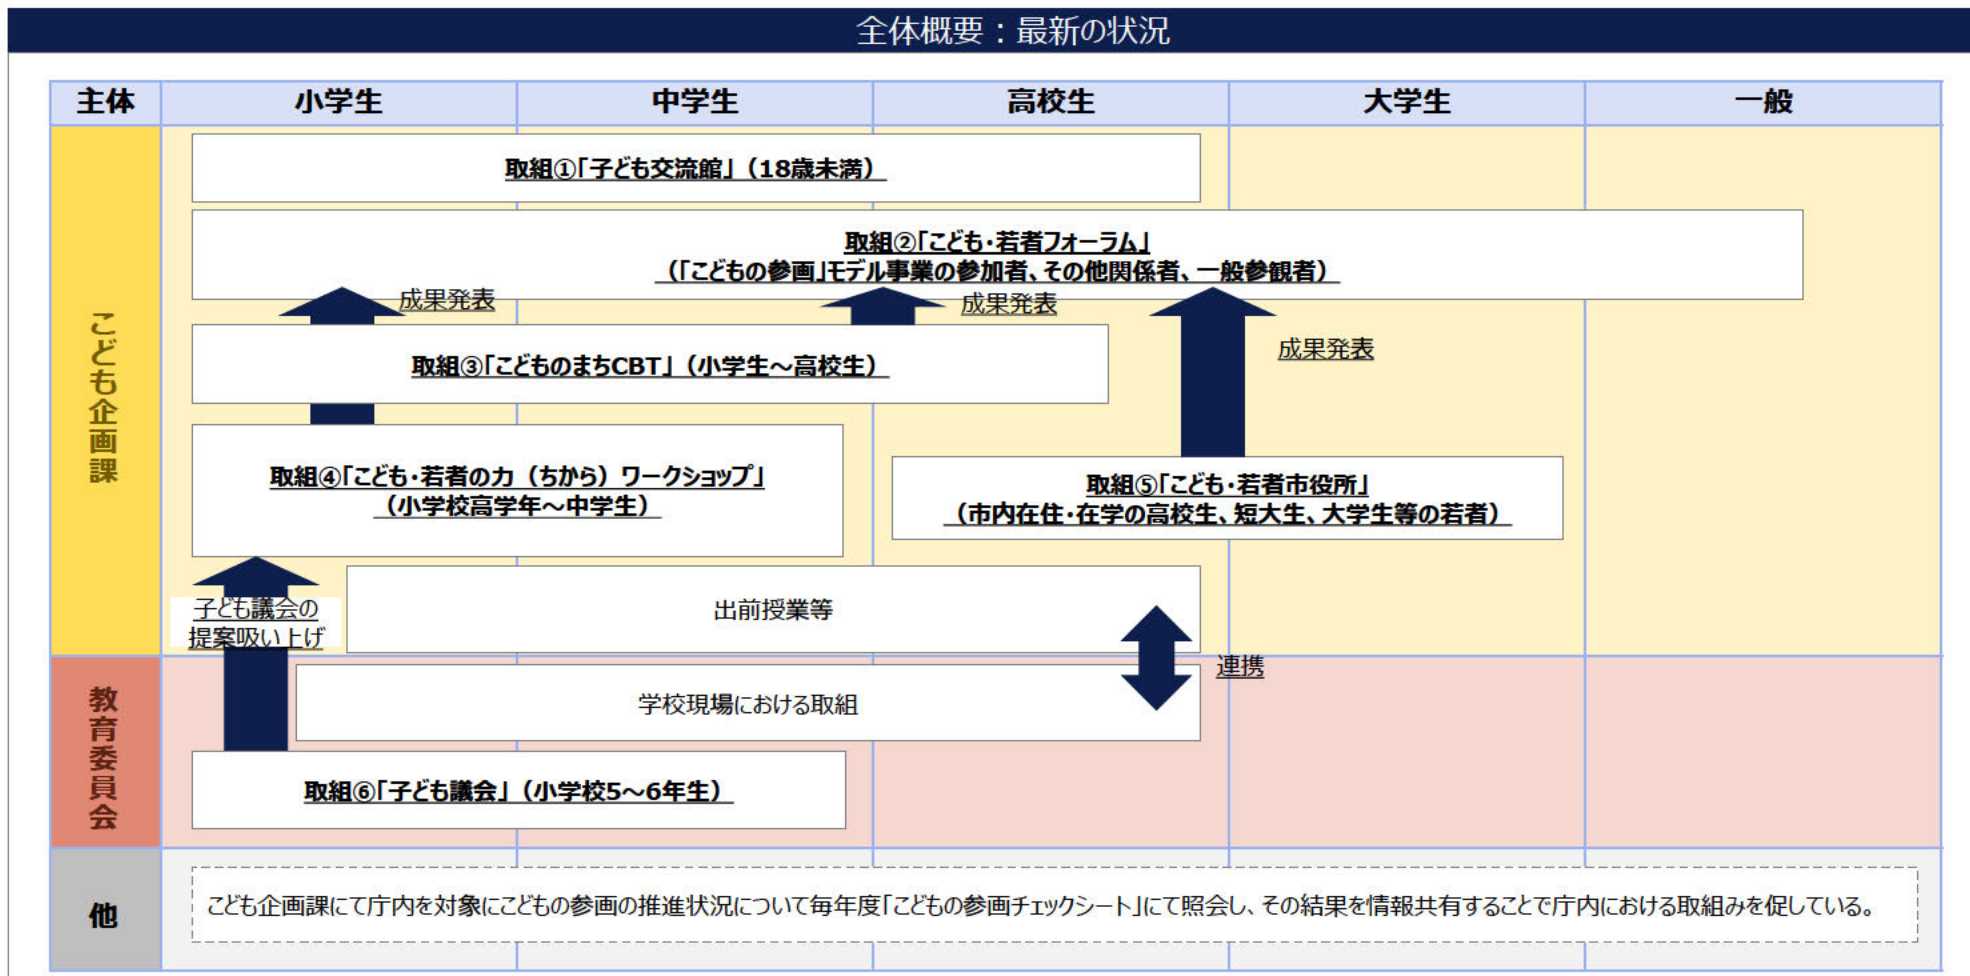 全体概要：最新の状況
主体
小学生
中学生
高校生
大学生
一般
こども企画課
取組①「子ども交流館」（18歳未満）
取組②「こども・若者フォーラム」
（「こどもの参画」モデル事業の参加者、その他関係者、一般参観者）
成果発表
成果発表
成果発表
取組③「こどものまちCBT」（小学生～高校生）
取組④「こども・若者の力（ちから）ワークショップ」
（小学校高学年～中学生）
取組⑤「こども・若者市役所」
（市内在住・在学の高校生、短大生、大学生等の若者）
子ども議会の
提案吸い上げ
出前授業等
連携
教育委員会
学校現場における取組
取組⑥「子ども議会」（小学校5～6年生）
他
こども企画課にて庁内を対象にこどもの参画の推進状況について毎年度「こどもの参画チェックシート」にて照会し、その結果を情報共有することで庁内における取組みを促している。